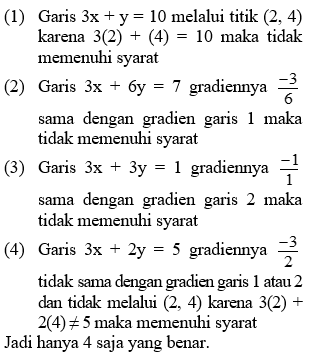 (1) Garis 3x + y = 10 melalui titik (2, 4)
karena 3(2) + (4) = 10 maka tidak
memenuhi syarat
(2) Garis 3x + 6y = 7 gradiennya -3/6
sama dengan gradien garis 1 maka
tidak memenuhi syarat
(3) Garis 3x + 3y = 1 gradiennya -1/1
sama dengan gradien garis 2 maka
tidak memenuhi syarat
(4) Garis 3x + 2y = 5 gradiennya -3/2
tidak sama dengan gradien garis 1 atau 2
dan tidak melalui (2, 4) karena 3(2) +
2(4) ≠ 5 maka memenuhi syarat
Jadi hanya 4 saja yang benar.